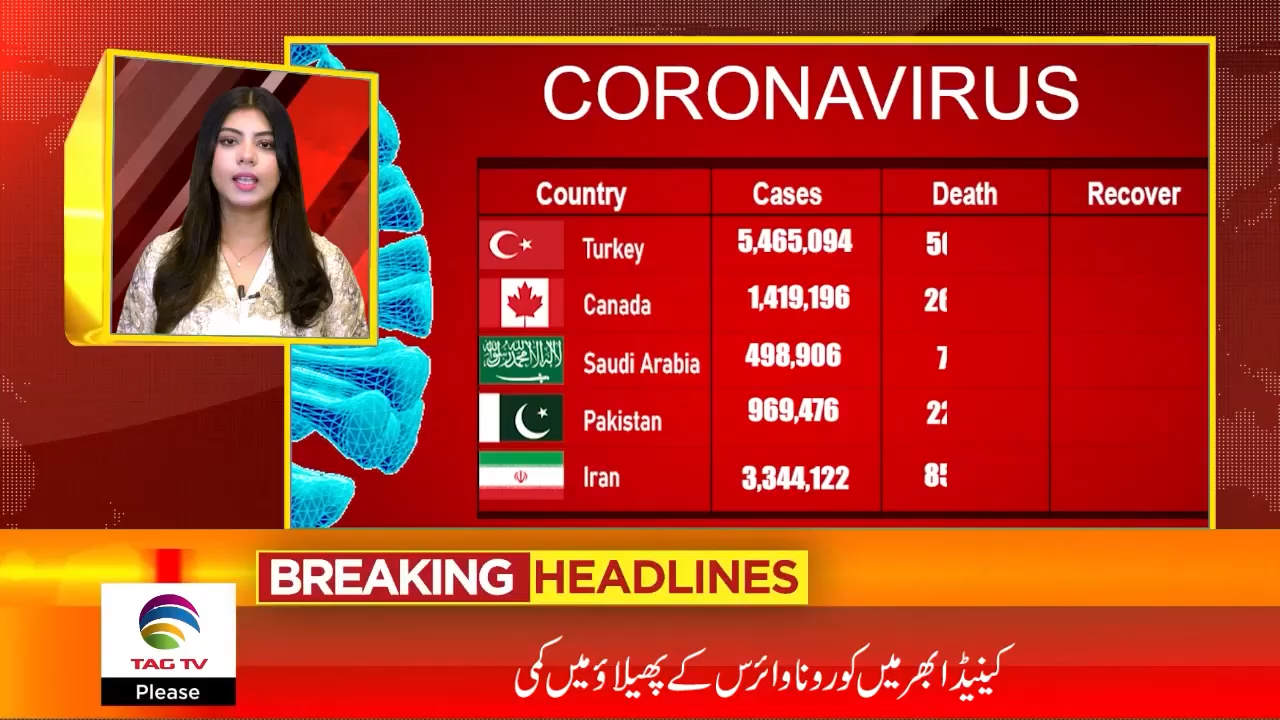 CORONAVIRUS
Country Cases Death Recover
Turkey 5,465,094
Canada 1,419,196
Saudi Arabia 498,906
Pakistan 969,476
Iran 3,344,122
BREAKING HEADLINES
TAG TV
Please
کینیڈا بھر میں کورونا وائرس کے پھیلاؤ میں کمی